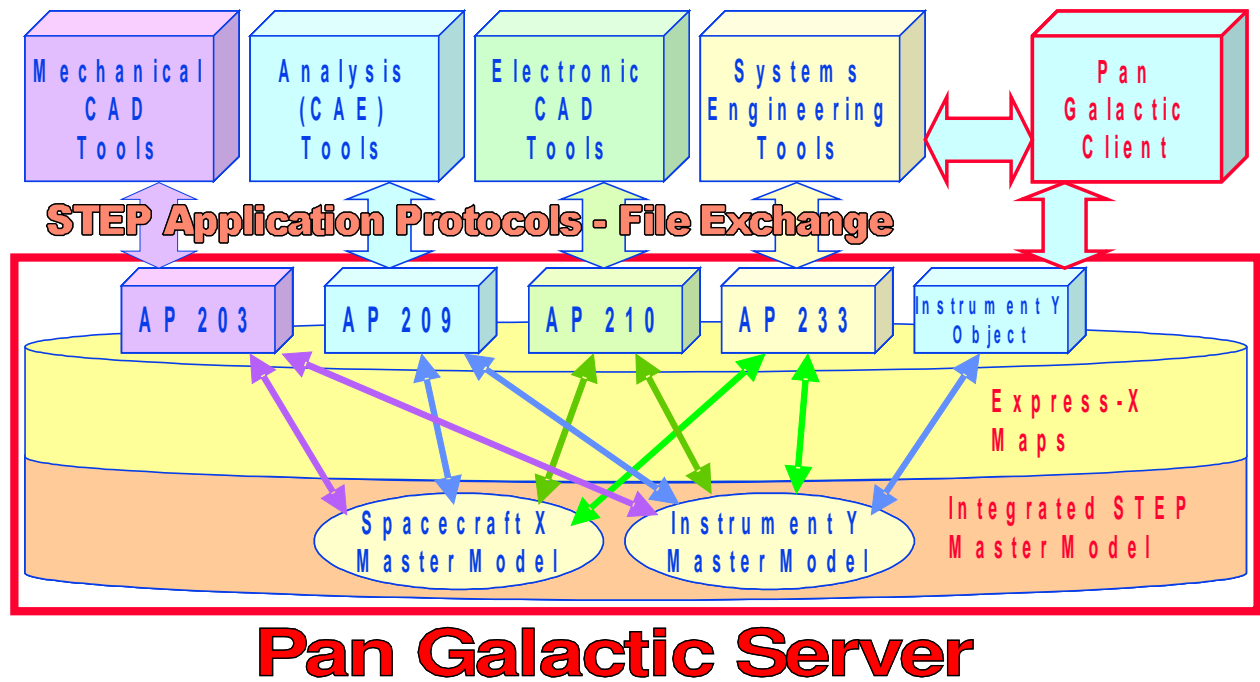 Mechanical
CAD
Tools
Analysis
(CAE)
Tools
Electronic
CAD
Tools
Systems
Engineering
Tools
Pan
Galactic
Client
STEP Application Protocols - File Exchange
AP 203
AP 209
AP 210
AP 233
Instrument Y
Object
Express-X
Maps
Integrated STEP
Master Model
Spacecraft X
Master Model
Instrument Y
Master Model
Pan Galactic Server